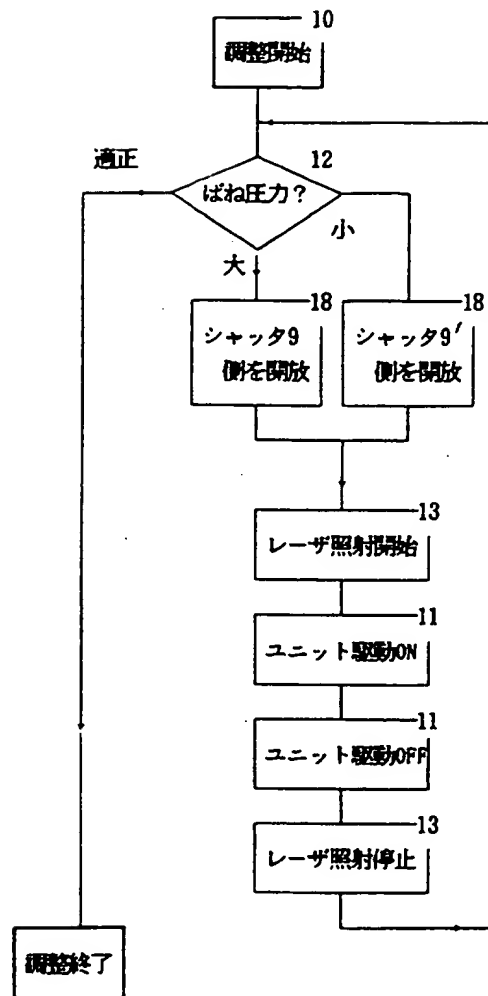 10
調整開始
適正
12
ばね圧力?
小
大
18
シャッタ9
側を開放
18
シャッタ9′
側を開放
13
レーザ照射開始
11
ユニット駆動ON
11
ユニット駆動OFF
13
レーザ照射停止
調整終了